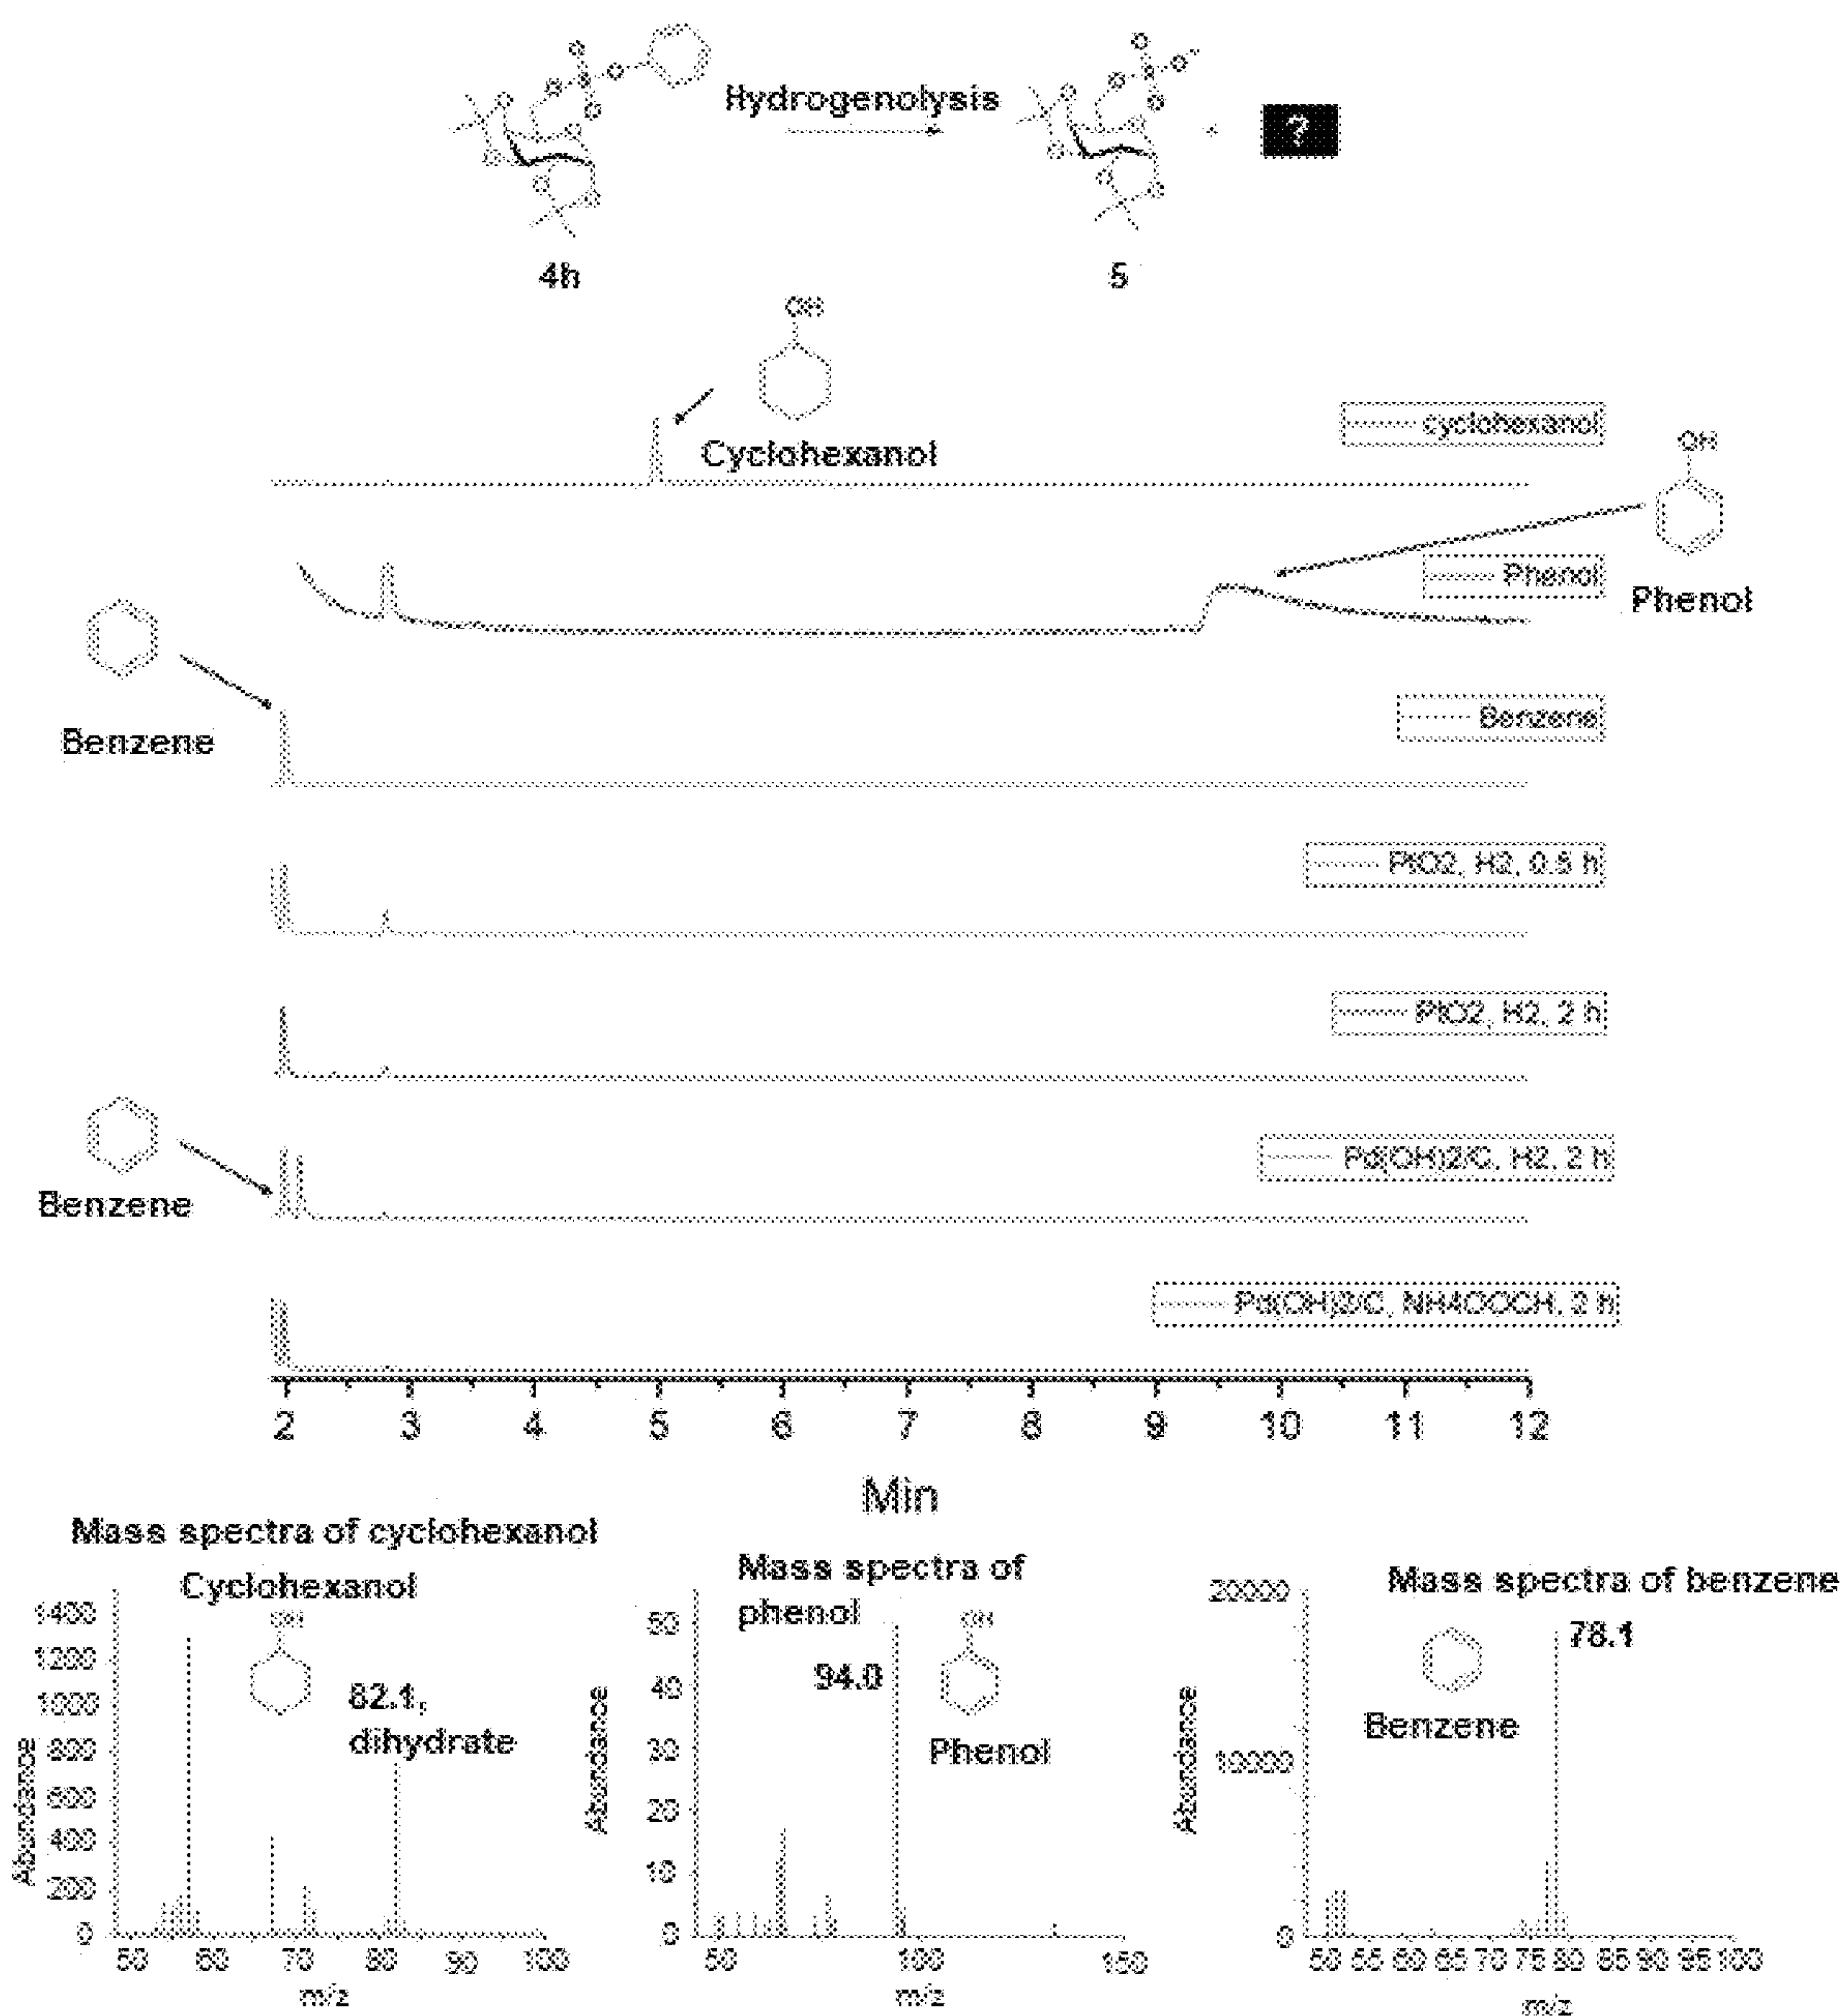 Hydrogenolysis
?
4h
5
OH
Cyclohexanol
cyclohexanol
OH
Phenol
Phenol
Benzene
Benzene
PtO2, H2, 0.5 h
PtO2, H2, 2 h
Benzene
Pd(OH)2/C, H2, 2 h
Pd(OH)2/C, NH4OOCH, 2 h
2 3 4 5 6 7 8 9 10 11 12
Min
Mass spectra of cyclohexanol
Cyclohexanol
OH
82.1,
dihydrate
Abundance
1400
1200
1000
800
600
400
200
0
50 60 70 80 90 100
m/z
Mass spectra of
phenol
OH
94.0
Phenol
Abundance
50
40
30
20
10
0
50 100 150
m/z
Mass spectra of benzene
78.1
Benzene
Abundance
20000
10000
0
50 55 60 65 70 75 80 85 90 95 100
m/z